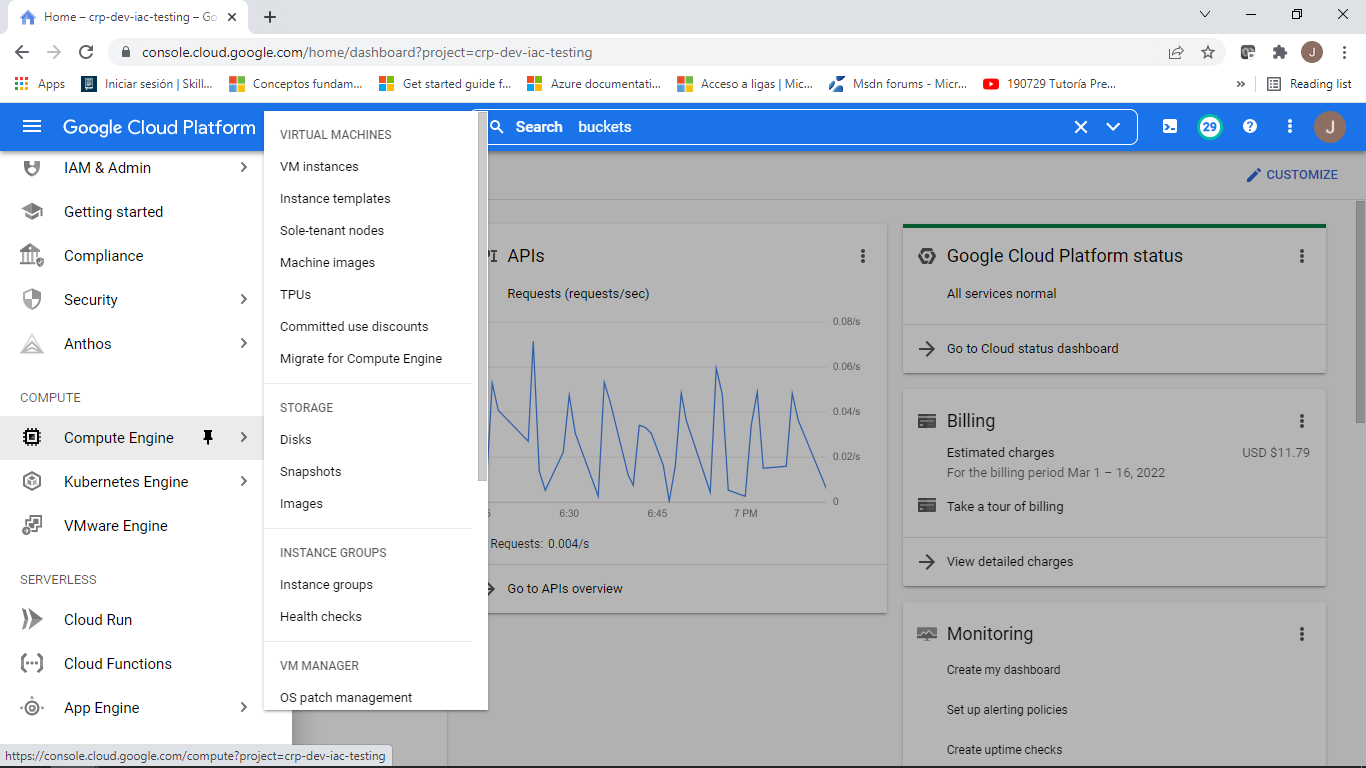 Home – crp-dev-iac-testing – Go
console.cloud.google.com/home/dashboard?project=crp-dev-iac-testing
J
Apps
Iniciar sesión | Skill...
Conceptos fundam...
Get started guide f...
Azure documentati...
Acceso a ligas | Mic...
Msdn forums - Micr...
190729 Tutoría Pre...
»
Reading list
Google Cloud Platform
Search buckets
29
J
IAM & Admin
Getting started
Compliance
Security
Anthos
COMPUTE
Compute Engine
Kubernetes Engine
VMware Engine
SERVERLESS
Cloud Run
Cloud Functions
App Engine
https://console.cloud.google.com/compute?project=crp-dev-iac-testing
VIRTUAL MACHINES
VM instances
Instance templates
Sole-tenant nodes
Machine images
TPUs
Committed use discounts
Migrate for Compute Engine
STORAGE
Disks
Snapshots
Images
INSTANCE GROUPS
Instance groups
Health checks
VM MANAGER
OS patch management
CUSTOMIZE
APIs
Requests (requests/sec)
0.08/s
0.06/s
0.04/s
0.02/s
0
6:30
6:45
7 PM
Requests: 0.004/s
Go to APIs overview
Google Cloud Platform status
All services normal
Go to Cloud status dashboard
Billing
Estimated charges USD $11.79
For the billing period Mar 1 – 16, 2022
Take a tour of billing
View detailed charges
Monitoring
Create my dashboard
Set up alerting policies
Create uptime checks